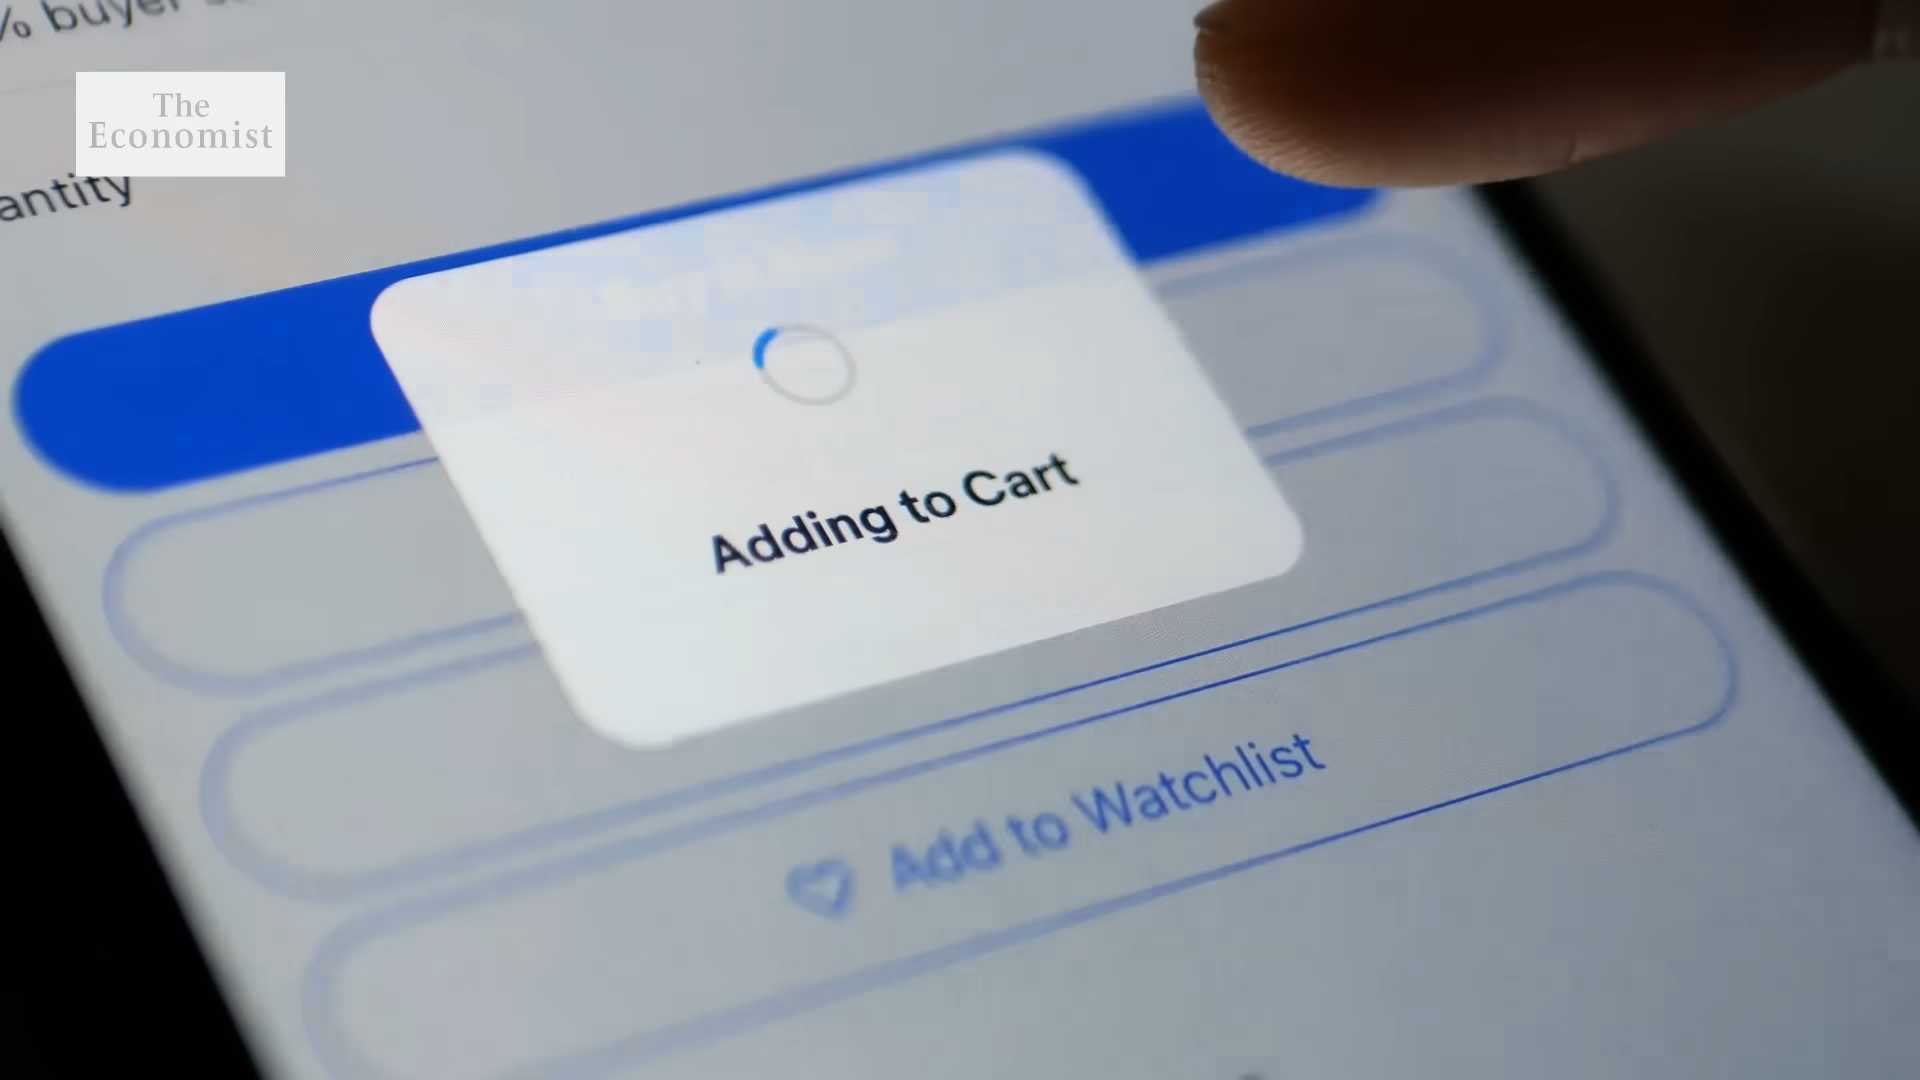 % buyer
The
Economist
antity
Adding to Cart
Add to Watchlist